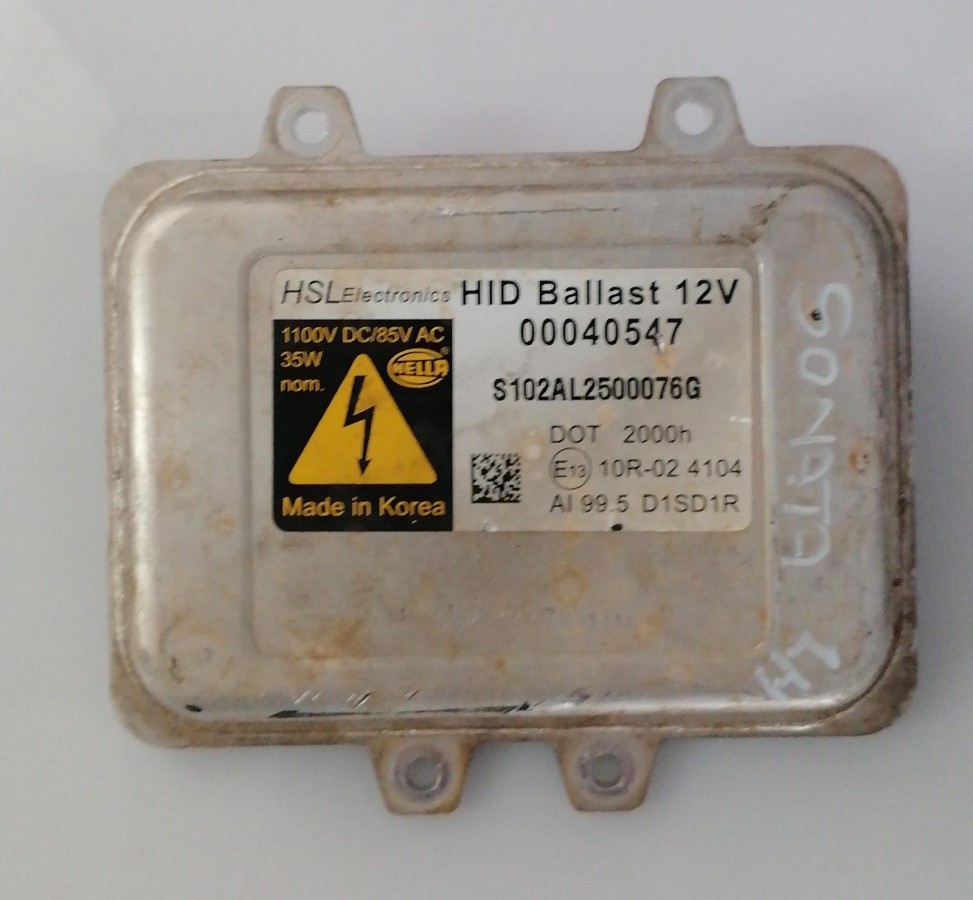 HSLElectronics HID Ballast 12V
00040547
1100V DC/85V AC
35W
nom.
HELLA®
S102AL2500076G
DOT 2000h
E13 10R-02 4104
AI 99.5 D1SD1R
Made in Korea
SONATA